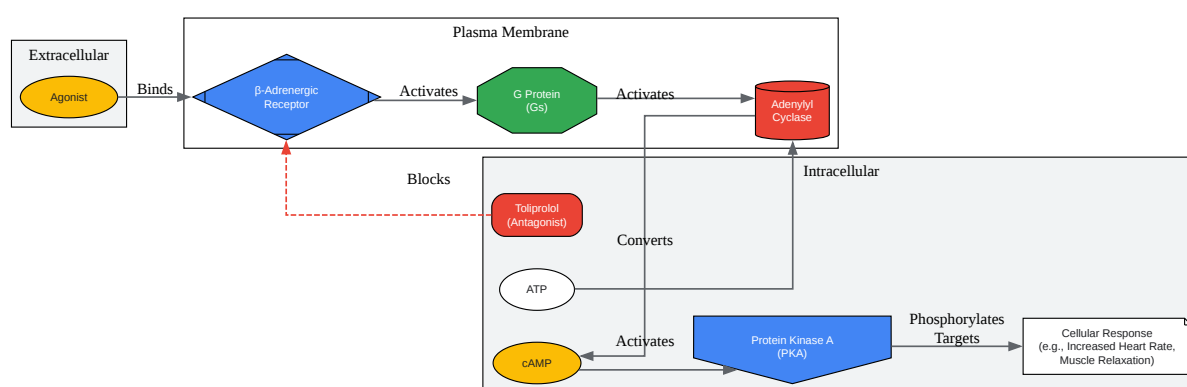 Plasma Membrane
Extracellular
Agonist
Binds
β-Adrenergic
Receptor
Activates
G Protein
(Gs)
Activates
Adenylyl
Cyclase
Intracellular
Blocks
Toliprolol
(Antagonist)
Converts
ATP
Activates
cAMP
Protein Kinase A
(PKA)
Phosphorylates
Targets
Cellular Response
(e.g., Increased Heart Rate,
Muscle Relaxation)